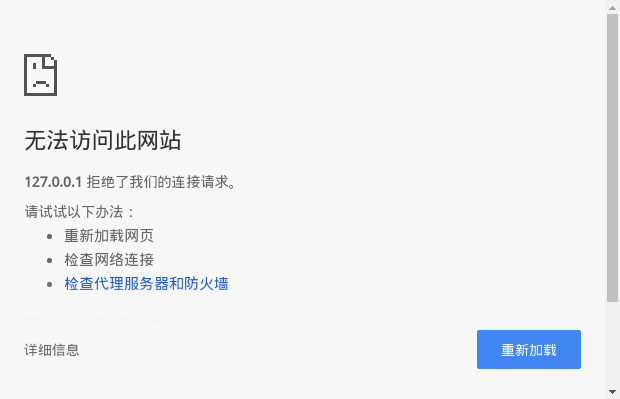 无法访问此网站
127.0.0.1 拒绝了我们的连接请求。
请试试以下办法：
重新加载网页
检查网络连接
检查代理服务器和防火墙
详细信息
重新加载